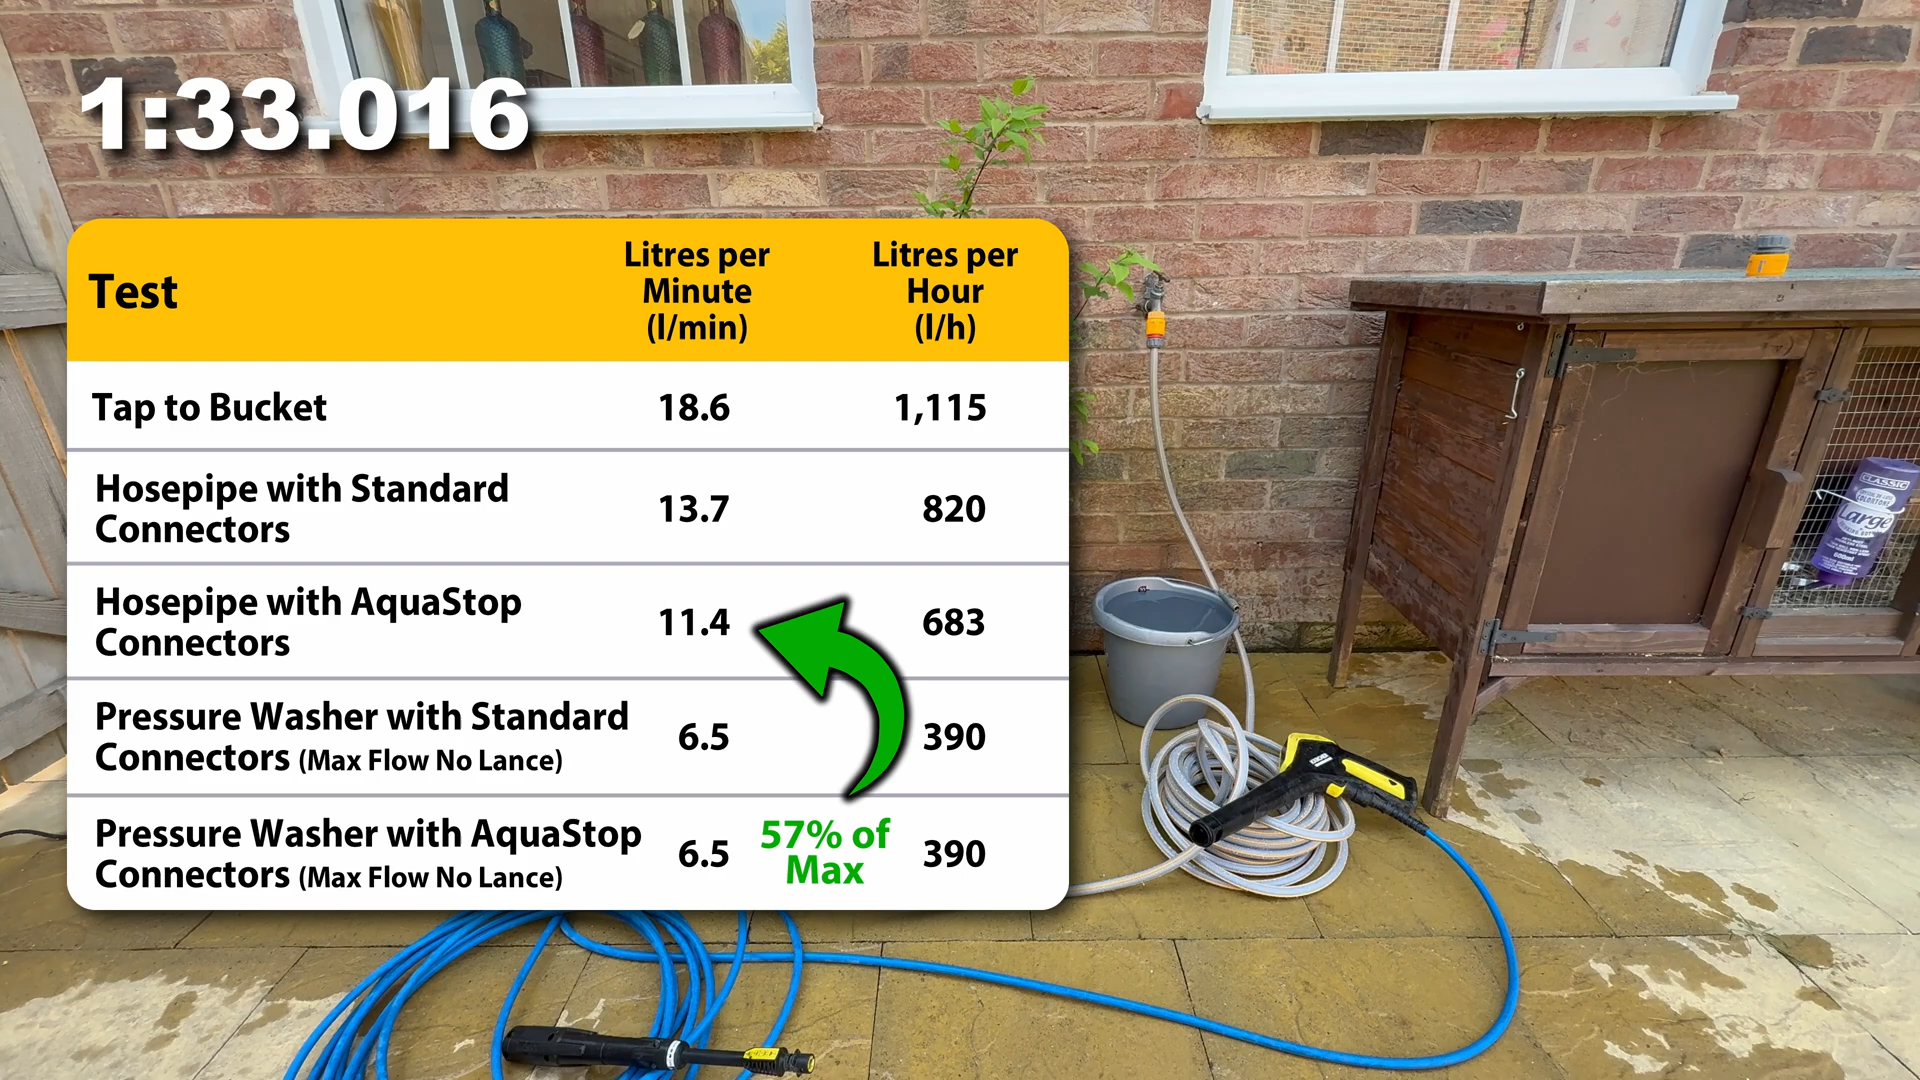 1:33.016
Test
Litres per
Minute
(l/min)
Litres per
Hour
(l/h)
Tap to Bucket
18.6
1,115
Hosepipe with Standard
Connectors
13.7
820
Hosepipe with AquaStop
Connectors
11.4
683
Pressure Washer with Standard
Connectors (Max Flow No Lance)
6.5
390
Pressure Washer with AquaStop
Connectors (Max Flow No Lance)
6.5
57% of
Max
390
CLASSIC
Large
600ml